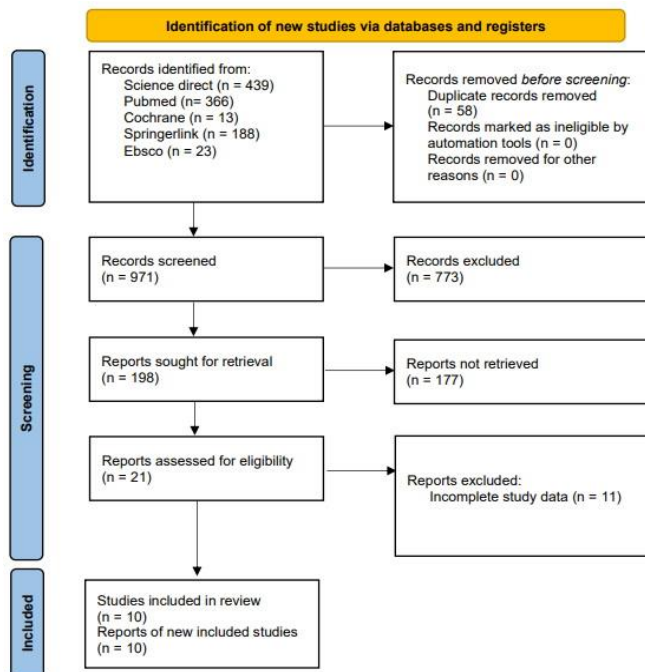 Identification of new studies via databases and registers
Identification
Records identified from:
Science direct (n = 439)
Pubmed (n= 366)
Cochrane (n = 13)
Springerlink (n = 188)
Ebsco (n = 23)
Records removed before screening:
Duplicate records removed
(n = 58)
Records marked as ineligible by
automation tools (n = 0)
Records removed for other
reasons (n = 0)
Screening
Records screened
(n = 971)
Records excluded
(n = 773)
Reports sought for retrieval
(n = 198)
Reports not retrieved
(n = 177)
Reports assessed for eligibility
(n = 21)
Reports excluded:
Incomplete study data (n = 11)
Included
Studies included in review
(n = 10)
Reports of new included studies
(n = 10)